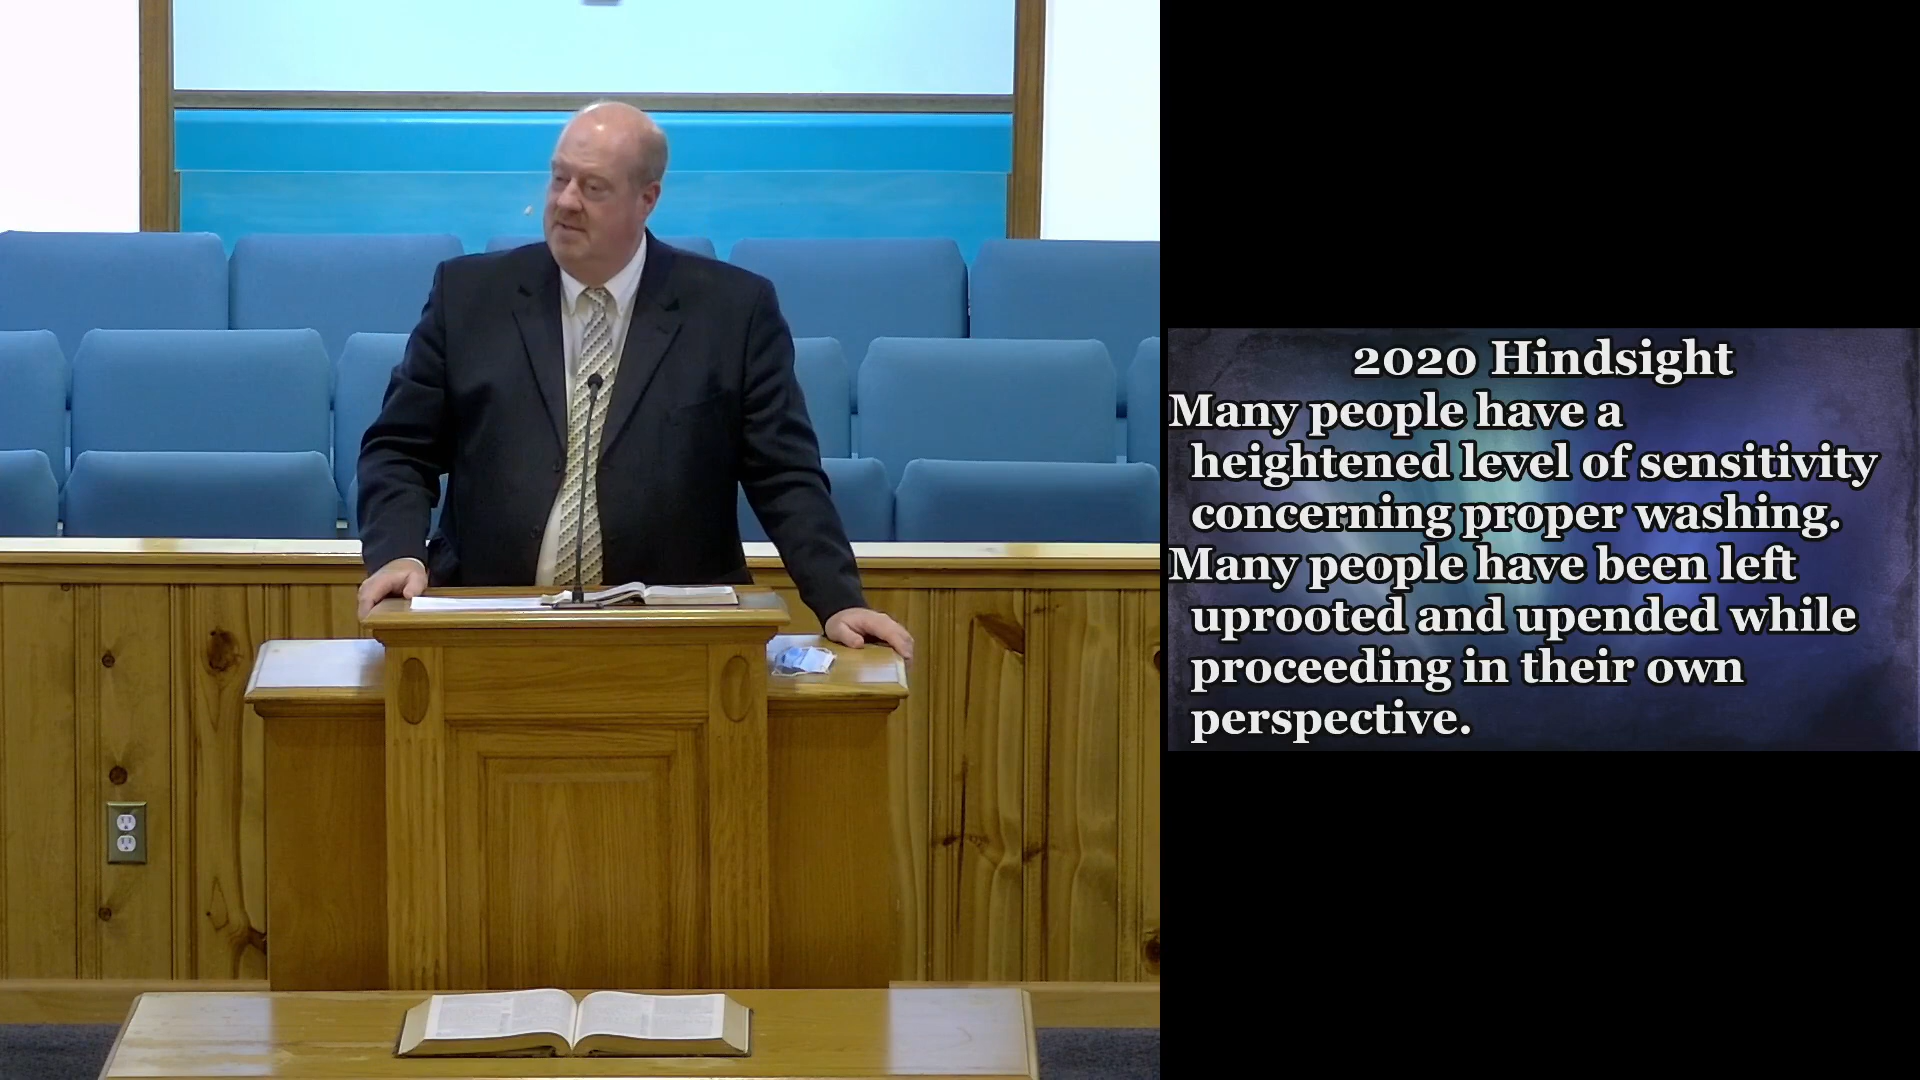 2020 Hindsight
Many people have a
heightened level of sensitivity
concerning proper washing.
Many people have been left
uprooted and upended while
proceeding in their own
perspective.